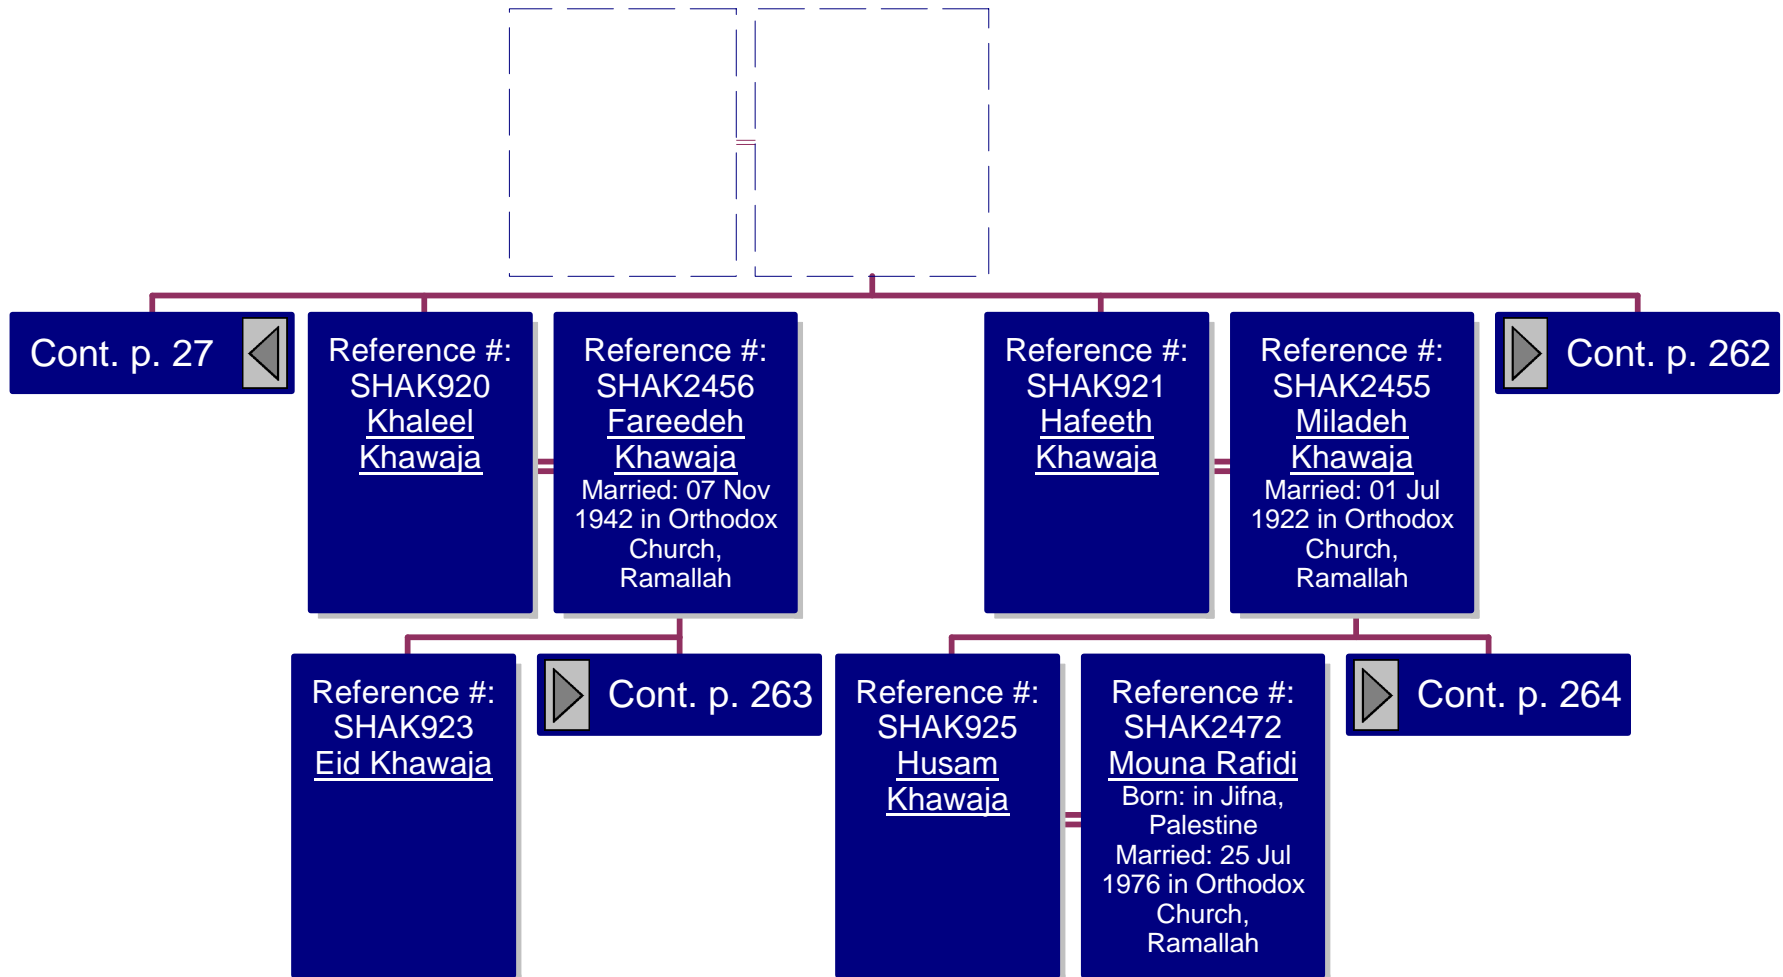 Cont. p. 27
Reference #:
SHAK920
Khaleel
Khawaja
Reference #:
SHAK2456
Fareedeh
Khawaja
Married: 07 Nov
1942 in Orthodox
Church,
Ramallah
Reference #:
SHAK921
Hafeeth
Khawaja
Reference #:
SHAK2455
Miladeh
Khawaja
Married: 01 Jul
1922 in Orthodox
Church,
Ramallah
Cont. p. 262
Reference #:
SHAK923
Eid Khawaja
Cont. p. 263
Reference #:
SHAK925
Husam
Khawaja
Reference #:
SHAK2472
Mouna Rafidi
Born: in Jifna,
Palestine
Married: 25 Jul
1976 in Orthodox
Church,
Ramallah
Cont. p. 264